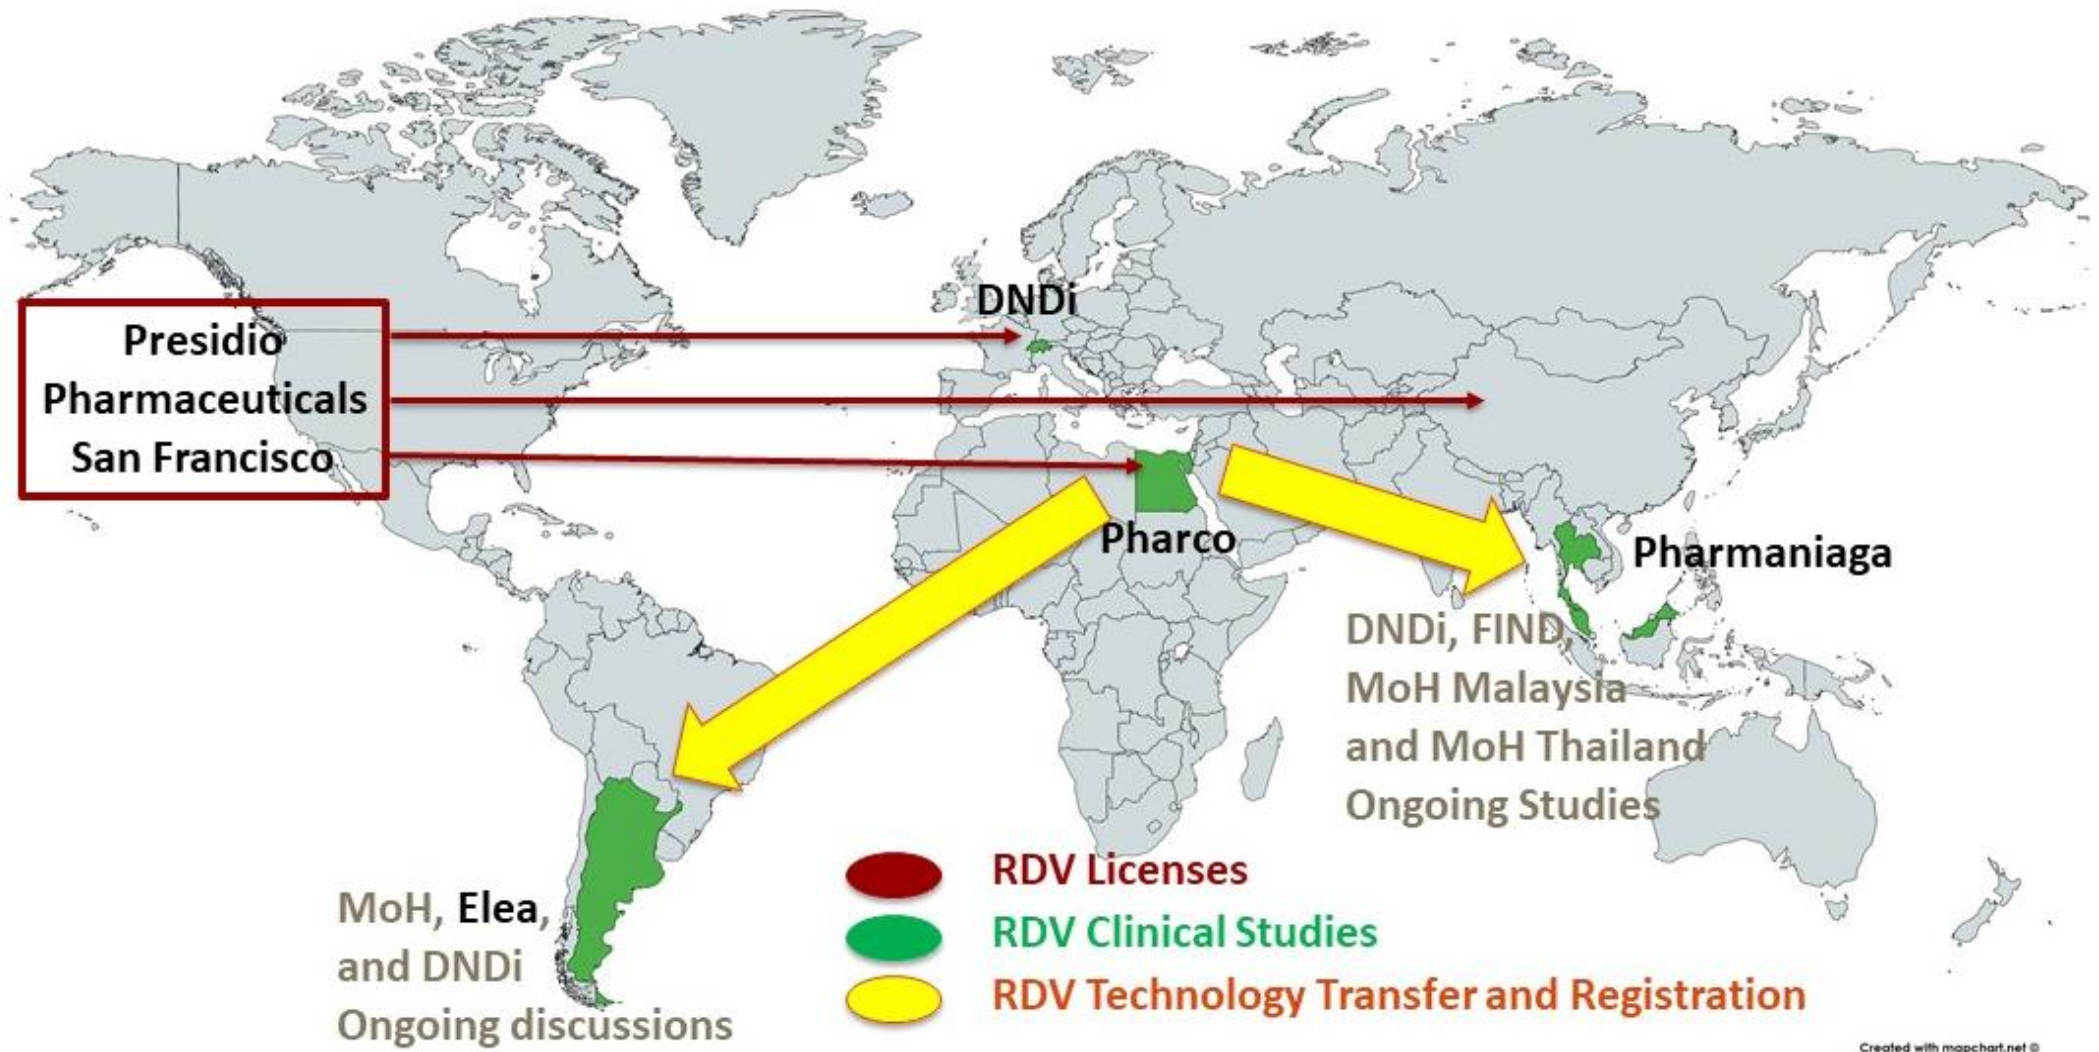 DNDi
Presidio
Pharmaceuticals
San Francisco
Pharco
Pharmaniaga
DNDi, FIND,
MoH Malaysia
and MoH Thailand
Ongoing Studies
MoH, Elea,
and DNDi
Ongoing discussions
RDV Licenses
RDV Clinical Studies
RDV Technology Transfer and Registration
Created with mapchart.net ©